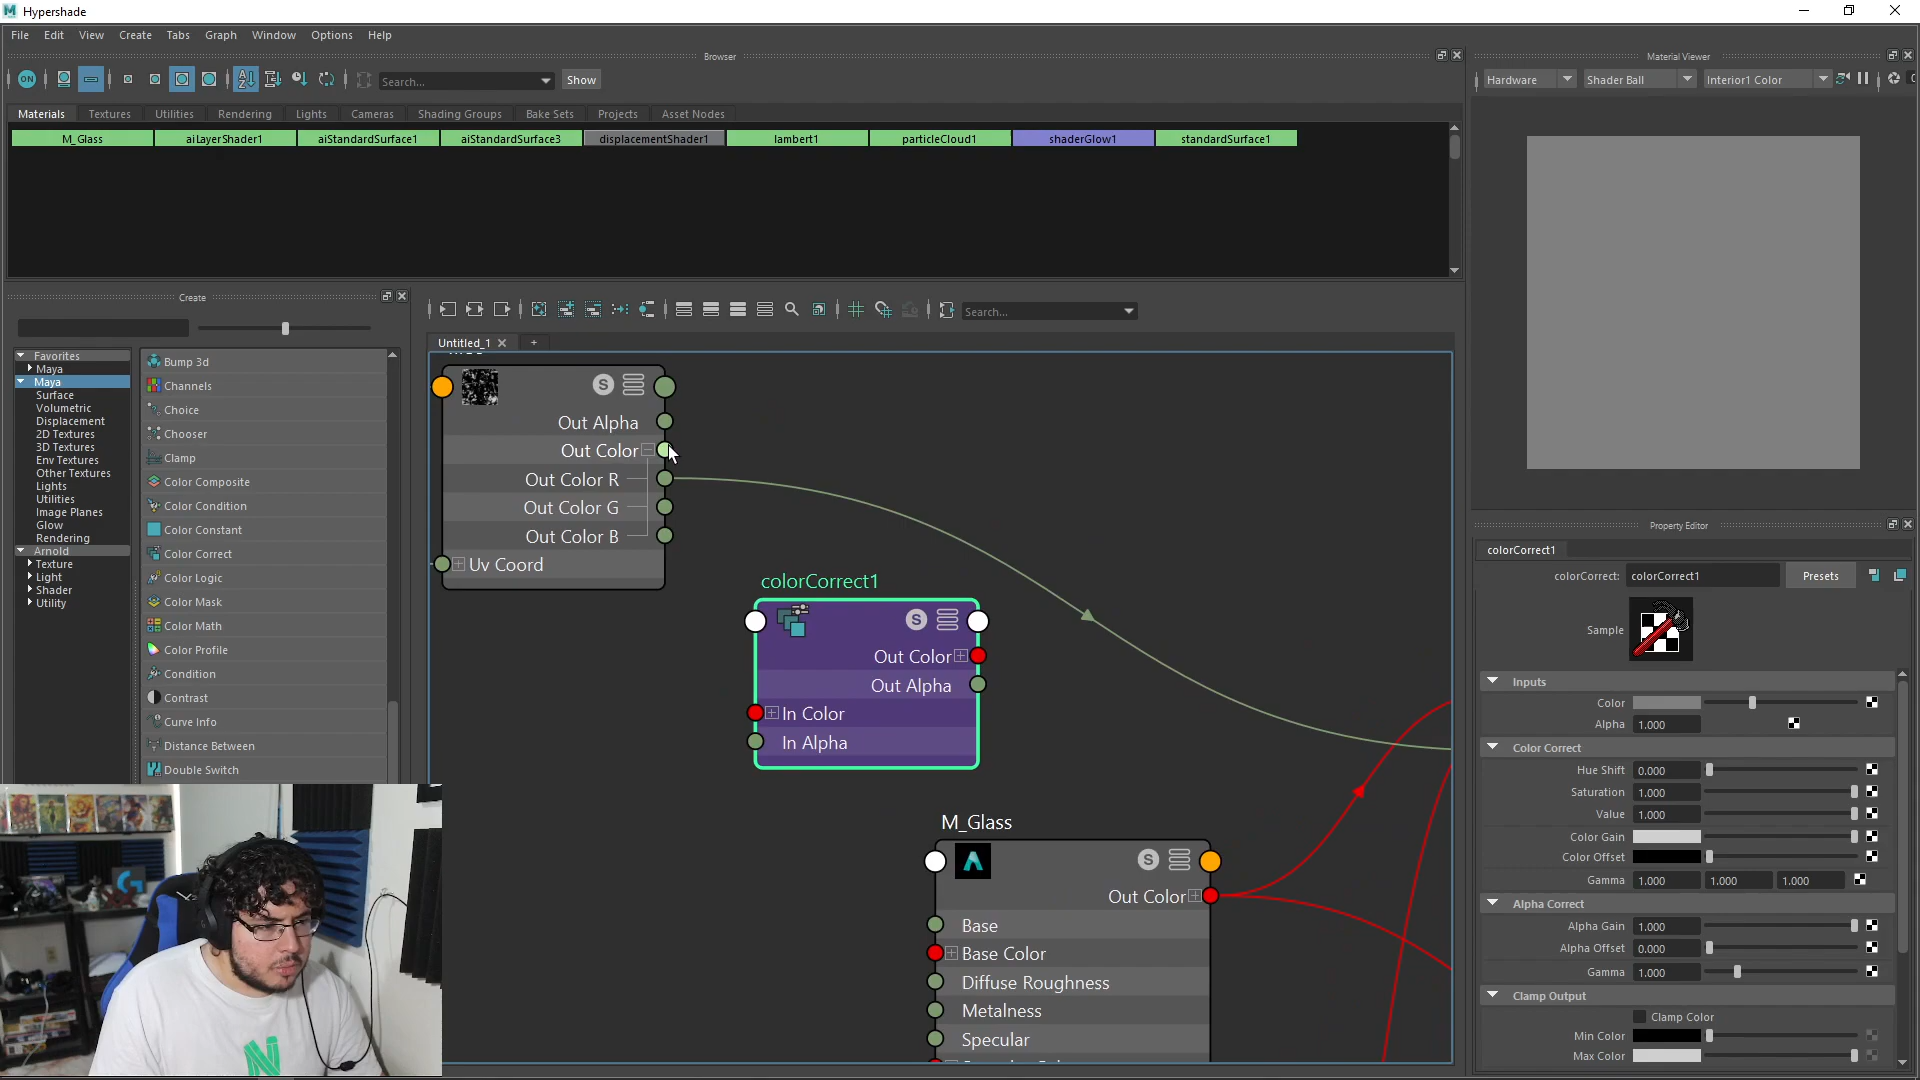 Hypershade
File Edit View Create Tabs Graph Window Options Help
Browser
ON Search... Show
Materials Textures Utilities Rendering Lights Cameras Shading Groups Bake Sets Projects Asset Nodes
M_Glass aiLayerShader1 aiStandardSurface1 aiStandardSurface3 displacementShader1 lambert1 particleCloud1 shaderGlow1 standardSurface1
Material Viewer
Hardware Shader Ball Interior1 Color
Create
Favorites
Maya
Maya
Surface
Volumetric
Displacement
2D Textures
3D Textures
Env Textures
Other Textures
Lights
Utilities
Image Planes
Glow
Rendering
Arnold
Texture
Light
Shader
Utility
Bump 3d
Channels
Choice
Chooser
Clamp
Color Composite
Color Condition
Color Constant
Color Correct
Color Logic
Color Mask
Color Math
Color Profile
Condition
Contrast
Curve Info
Distance Between
Double Switch
Search...
Untitled_1 +
S
Out Alpha
Out Color
Out Color R
Out Color G
Out Color B
Uv Coord
colorCorrect1
S
Out Color
Out Alpha
In Color
In Alpha
M_Glass
S
Out Color
Base
Base Color
Diffuse Roughness
Metalness
Specular
Property Editor
colorCorrect1
colorCorrect: colorCorrect1 Presets
Sample
Inputs
Color
Alpha 1.000
Color Correct
Hue Shift 0.000
Saturation 1.000
Value 1.000
Color Gain
Color Offset
Gamma 1.000 1.000 1.000
Alpha Correct
Alpha Gain 1.000
Alpha Offset 0.000
Gamma 1.000
Clamp Output
Clamp Color
Min Color
Max Color